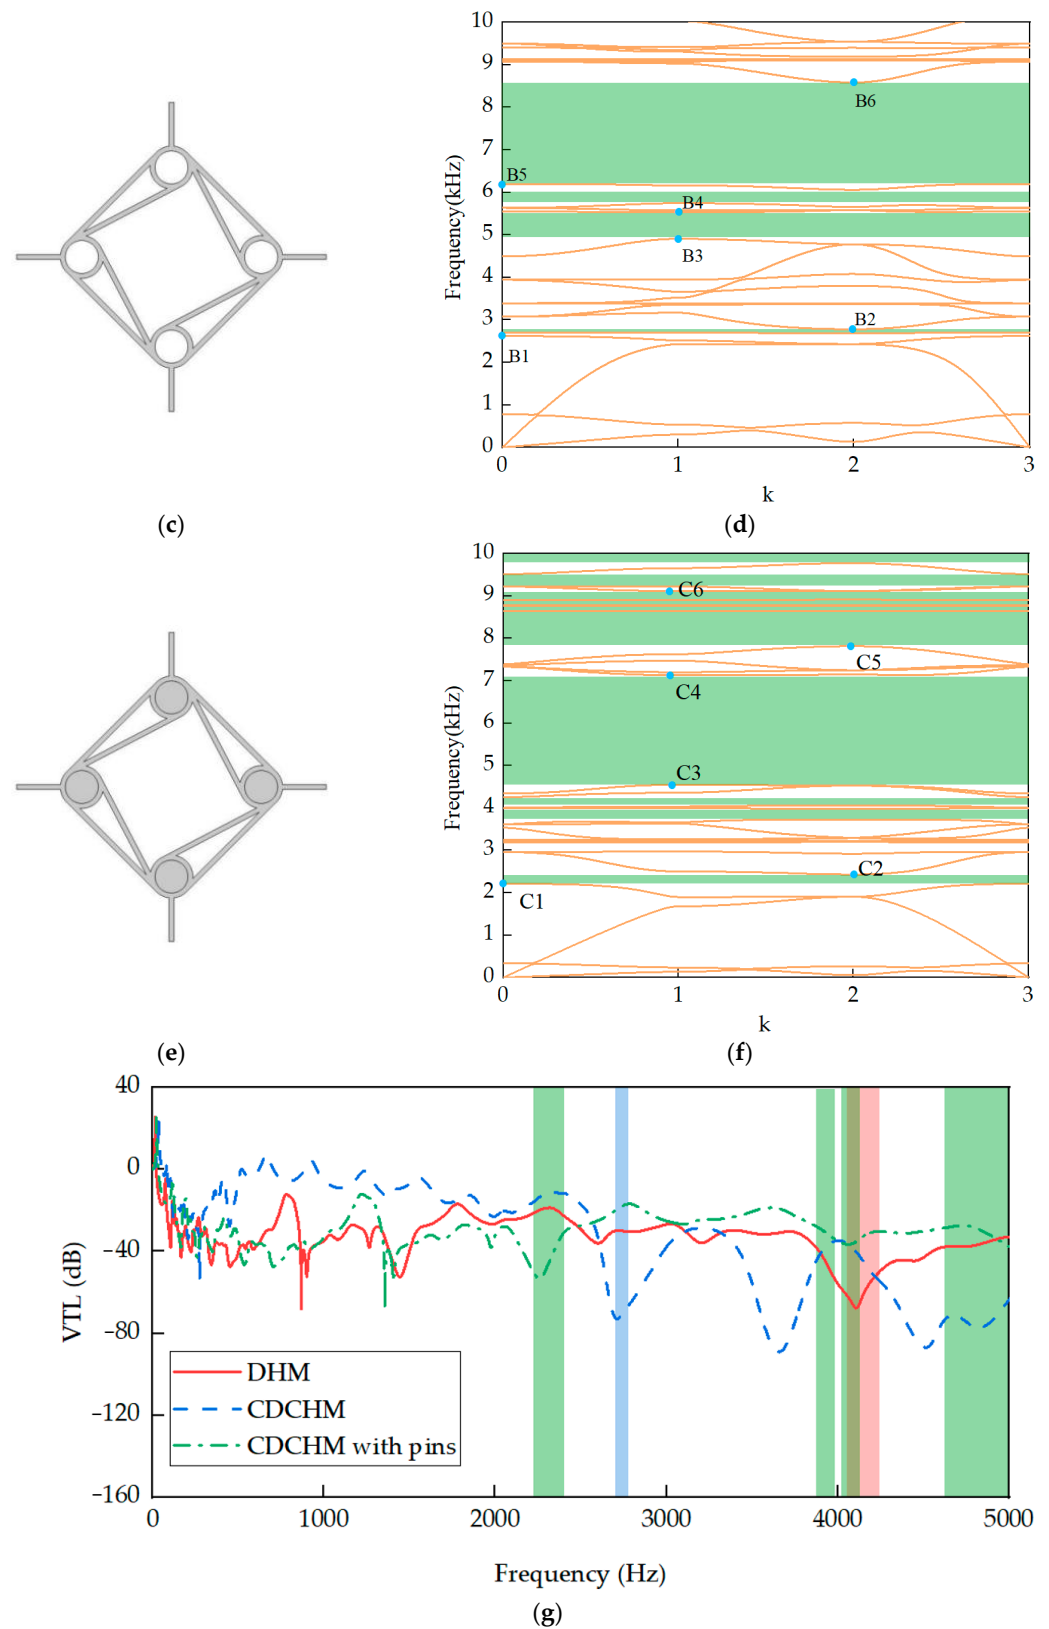 10
9
8
7
6
5
4
3
2
1
0
Frequency(kHz)
B6
B5
B4
B3
B2
B1
0 1 2 3
k
(c) (d)
10
9
8
7
6
5
4
3
2
1
0
Frequency(kHz)
C6
C5
C4
C3
C2
C1
0 1 2 3
k
(e) (f)
40
0
-40
-80
-120
-160
VTL (dB)
DHM
CDCHM
CDCHM with pins
0 1000 2000 3000 4000 5000
Frequency (Hz)
(g)